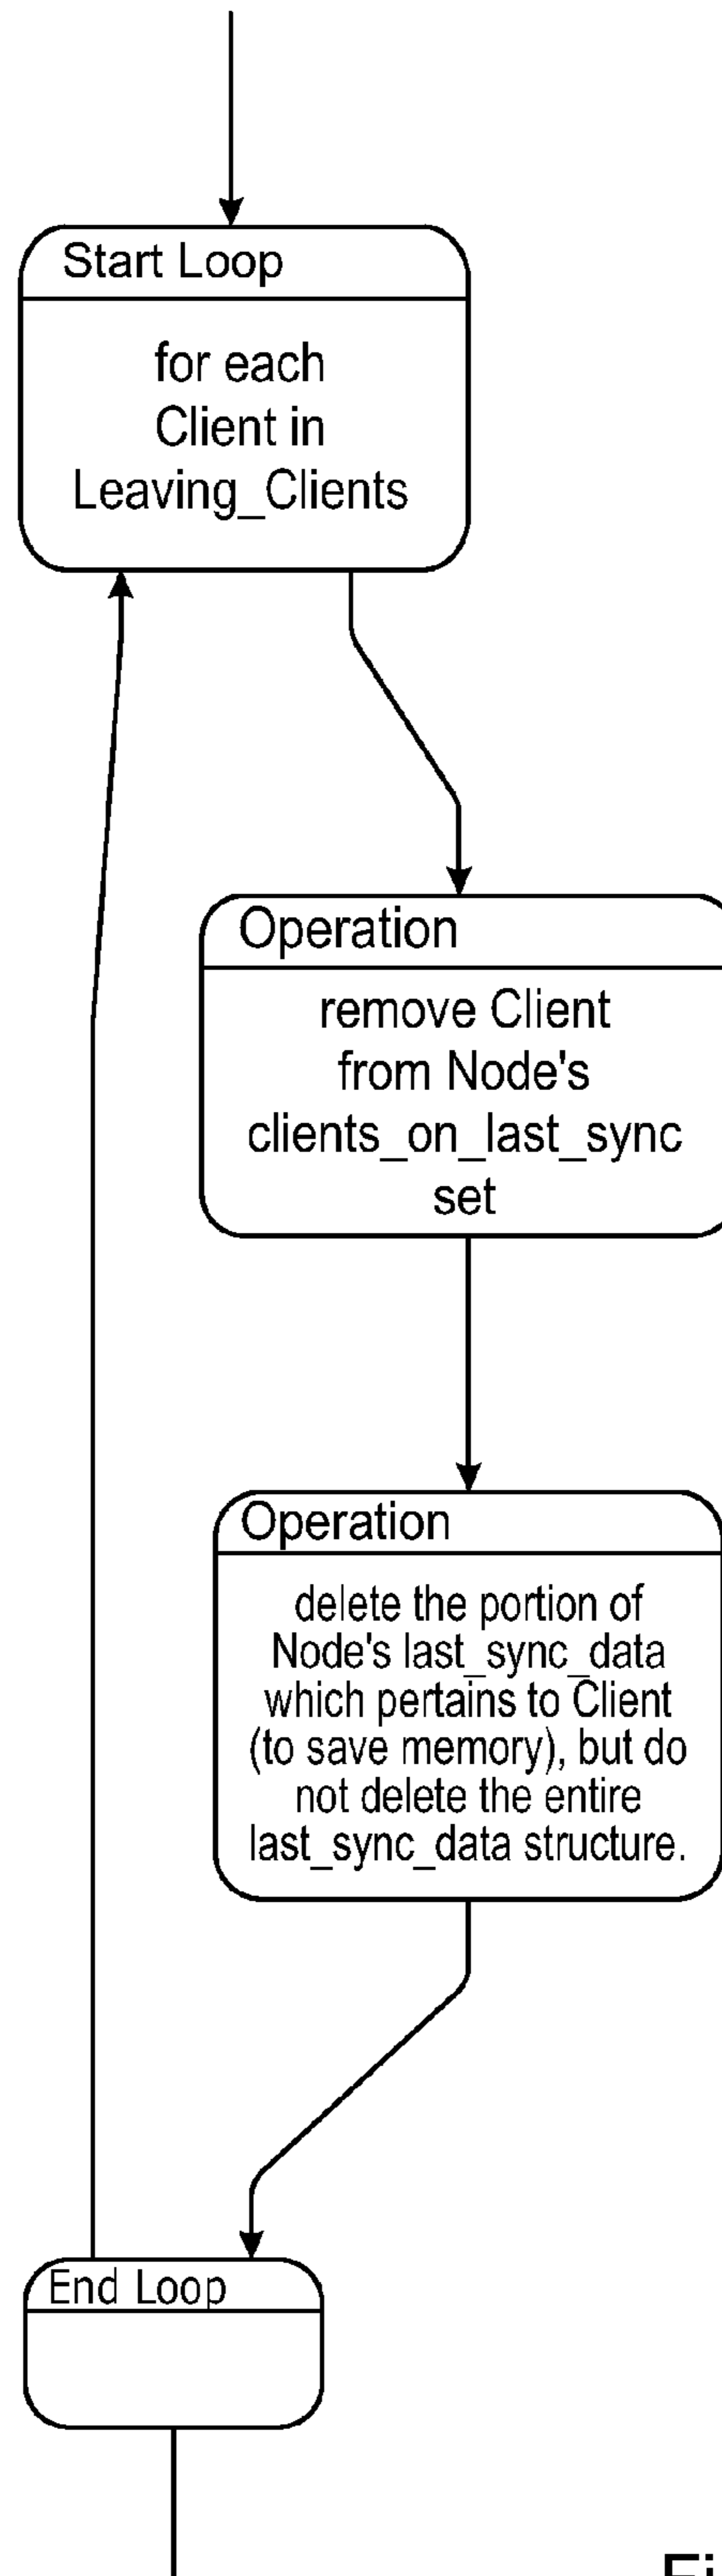 Start Loop
for each
Client in
Leaving_Clients
Operation
remove Client
from Node's
clients_on_last_sync
set
Operation
delete the portion of
Node's last_sync_data
which pertains to Client
(to save memory), but do
not delete the entire
last_sync_data structure.
End Loop